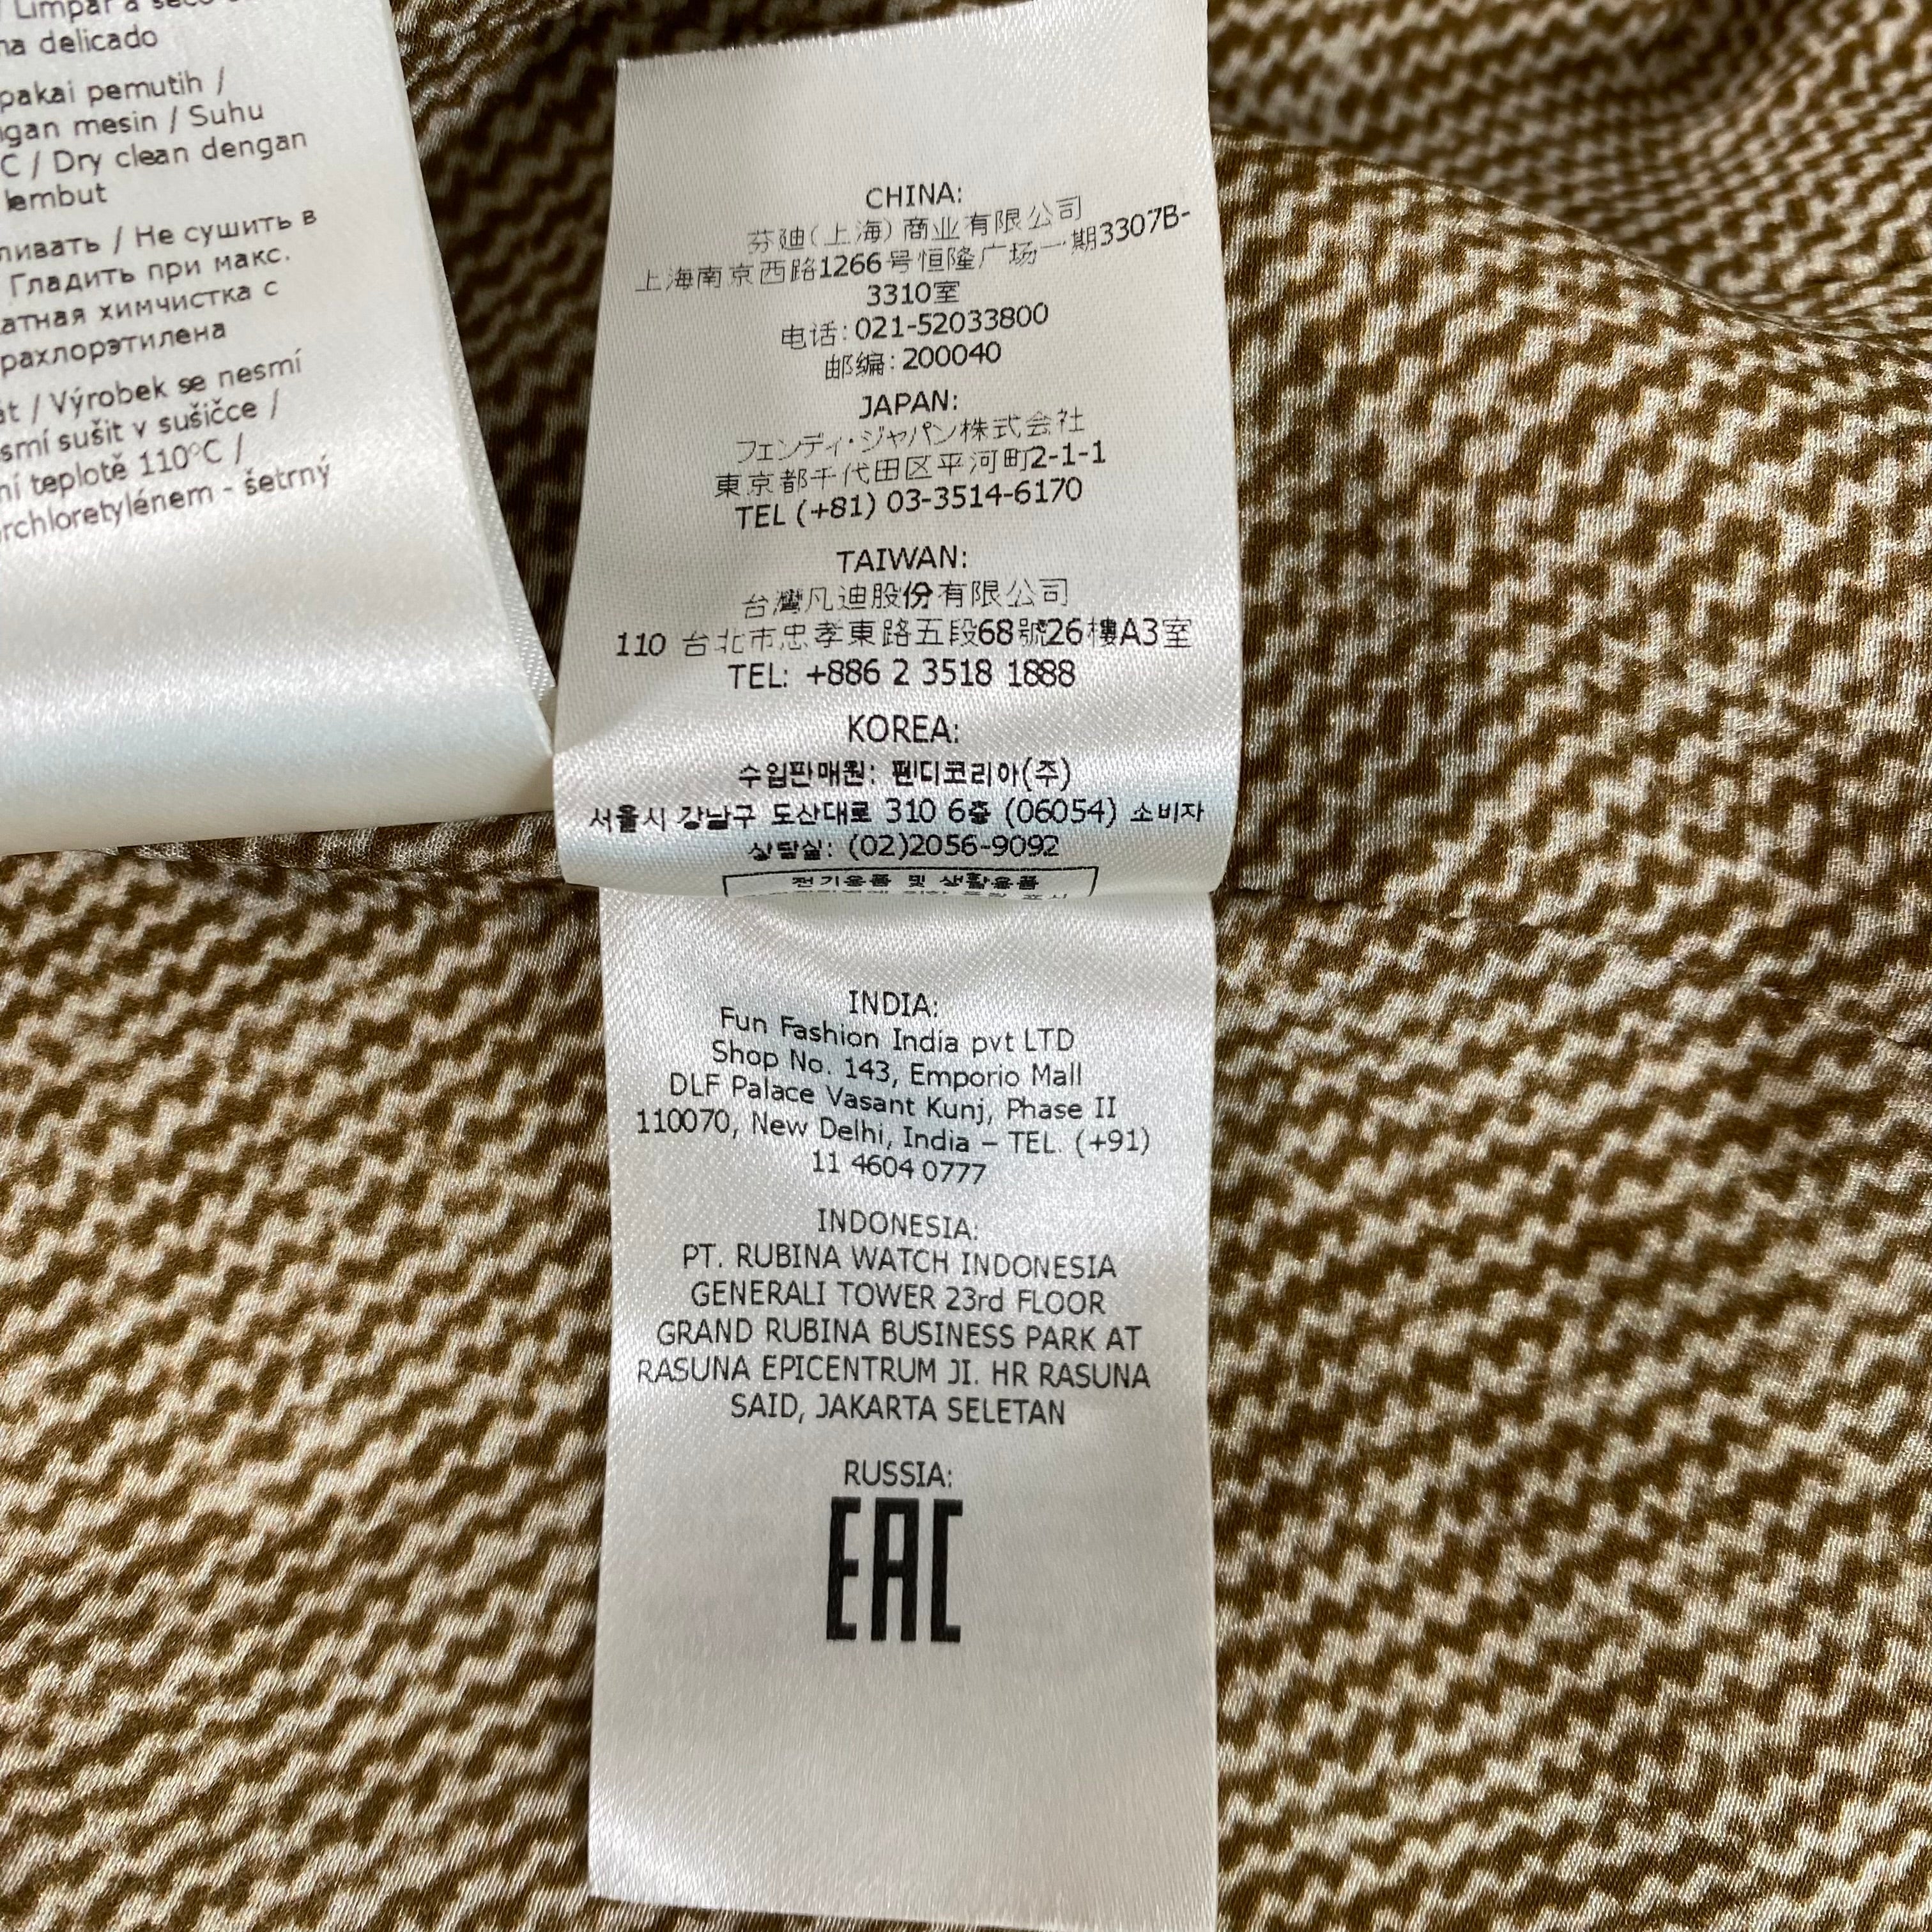 / Limpar a seco
delicado
pakai pemutih /
mesin / Suhu
C / Dry clean dengan
lembut
/ Не сушить в
Гладить при макс.
химчистка с
/ Výrobek se nesmí
sušit v sušičce /
teplotě 110°C /
- šetrný
CHINA:
芬迪(上海)商业有限公司
上海南京西路1266号恒隆广场一期3307B-
3310室
电话:021-52033800
邮编:200040
JAPAN:
フェンディ・ジャパン株式会社
東京都千代田区平河町2-1-1
TEL (+81) 03-3514-6170
TAIWAN:
台灣凡迪股份有限公司
110 台北市忠孝東路五段68號26樓A3室
TEL: +886 2 3518 1888
KOREA:
수입판매원: 펜디코리아(주)
서울시 강남구 도산대로 310 6층 (06054) 소비자
상담실: (02)2056-9092
전기용품 및 생활용품
INDIA:
Fun Fashion India pvt LTD
Shop No. 143, Emporio Mall
DLF Palace Vasant Kunj, Phase II
110070, New Delhi, India – TEL. (+91)
11 4604 0777
INDONESIA:
PT. RUBINA WATCH INDONESIA
GENERALI TOWER 23rd FLOOR
GRAND RUBINA BUSINESS PARK AT
RASUNA EPICENTRUM JI. HR RASUNA
SAID, JAKARTA SELETAN
RUSSIA:
EAC